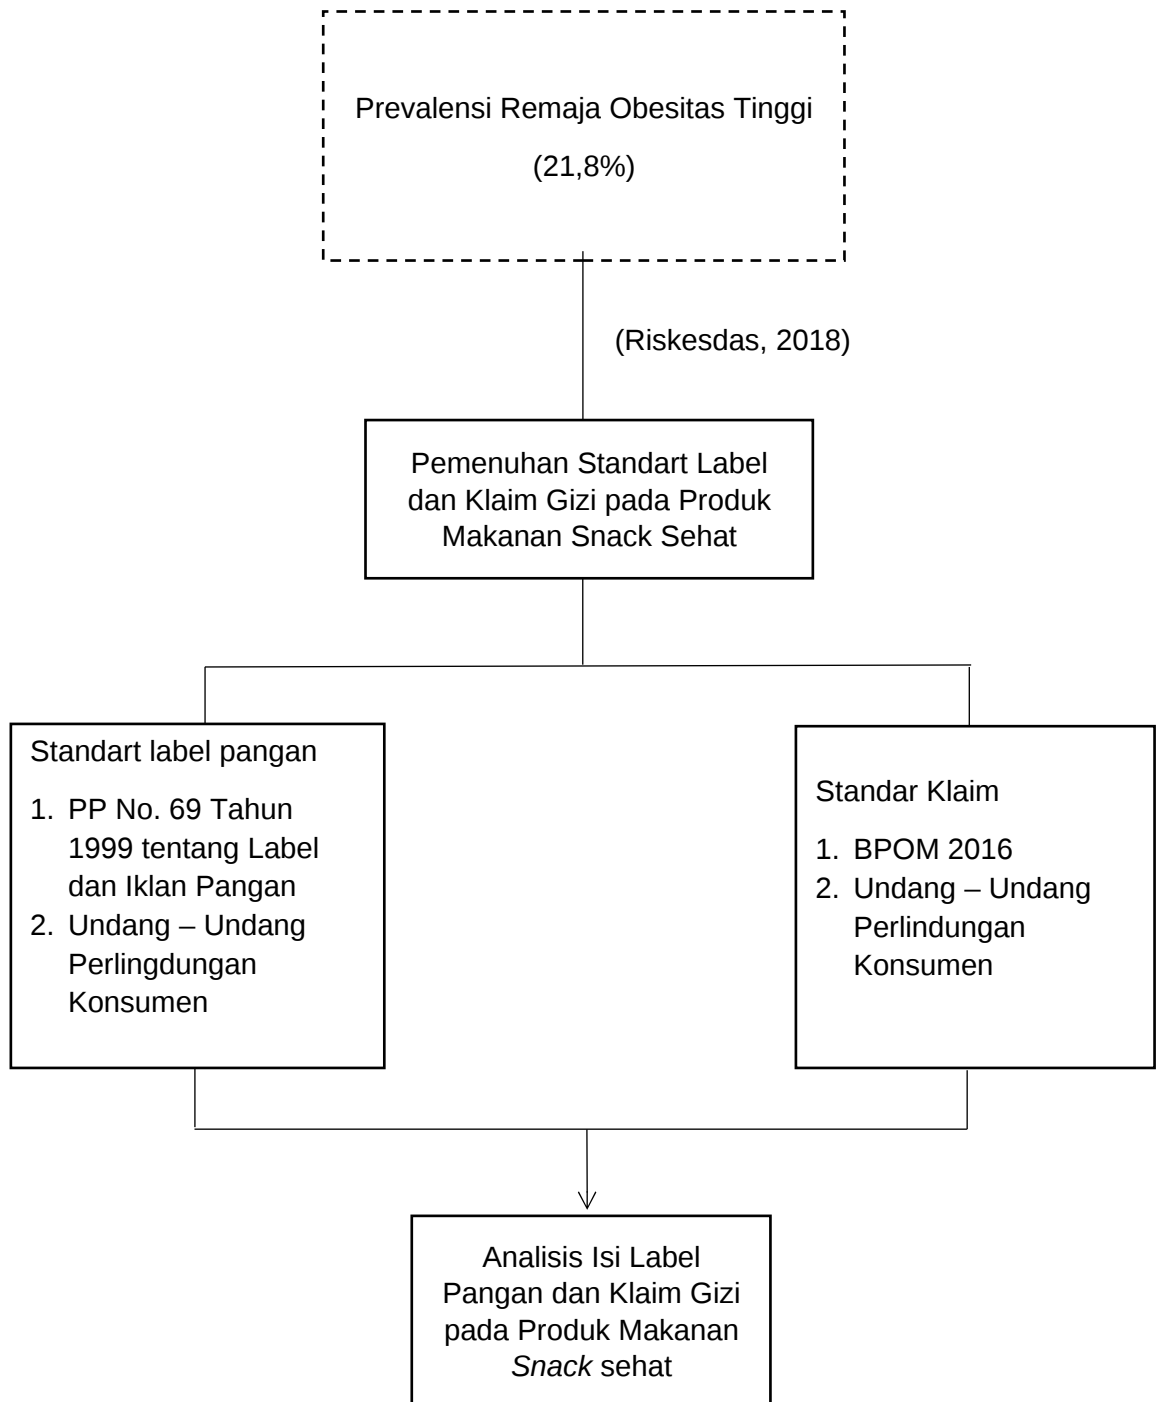 Prevalensi Remaja Obesitas Tinggi
(21,8%)
(Riskesdas, 2018)
Pemenuhan Standart Label
dan Klaim Gizi pada Produk
Makanan Snack Sehat
Standart label pangan
1. PP No. 69 Tahun
1999 tentang Label
dan Iklan Pangan
2. Undang – Undang
Perlingdungan
Konsumen
Standar Klaim
1. BPOM 2016
2. Undang – Undang
Perlindungan
Konsumen
Analisis Isi Label
Pangan dan Klaim Gizi
pada Produk Makanan
Snack sehat